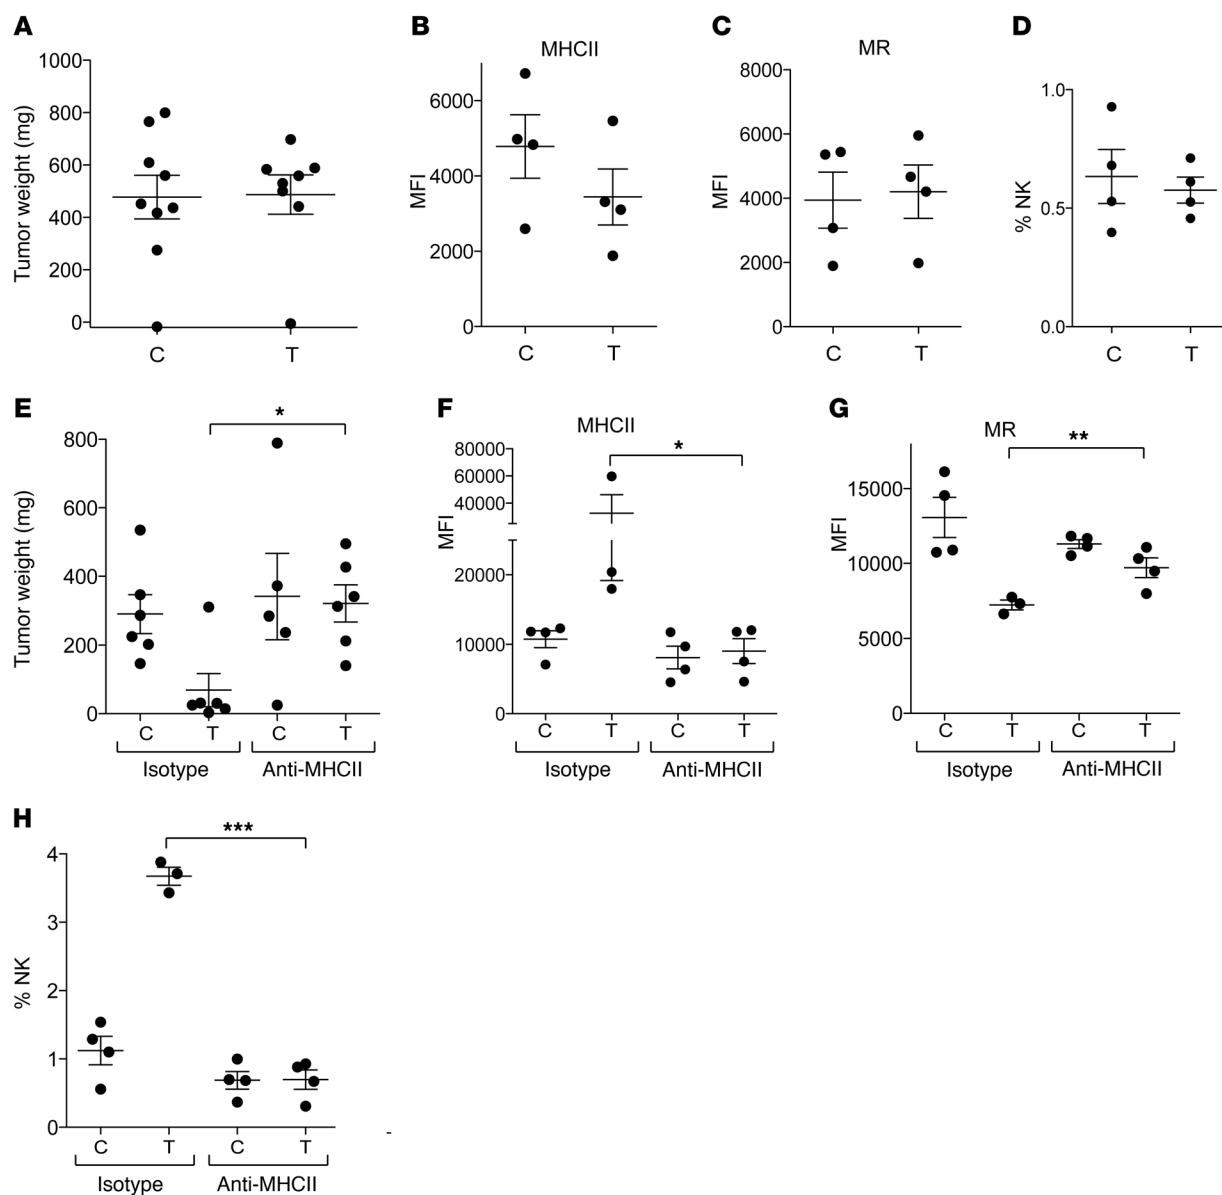 A
Tumor weight (mg)
1000
800
600
400
200
0
C T
B
MHCII
MFI
6000
4000
2000
0
C T
C
MR
MFI
8000
6000
4000
2000
0
C T
D
% NK
1.0
0.5
0.0
C T
E
*
Tumor weight (mg)
800
600
400
200
0
C T C T
Isotype Anti-MHCII
F
MHCII
*
MFI
80000
60000
40000
20000
10000
0
C T C T
Isotype Anti-MHCII
G
MR
**
MFI
15000
10000
5000
0
C T C T
Isotype Anti-MHCII
H
***
% NK
4
3
2
1
0
C T C T
Isotype Anti-MHCII
-